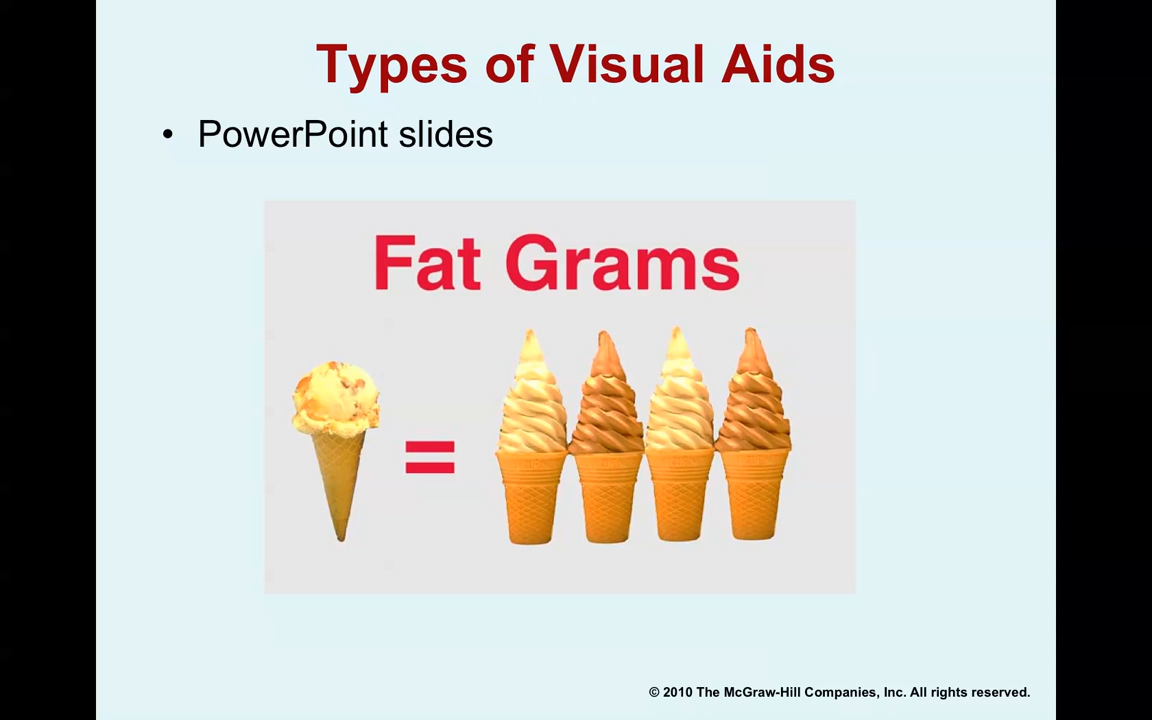 Types of Visual Aids
• PowerPoint slides
Fat Grams
=
© 2010 The McGraw-Hill Companies, Inc. All rights reserved.